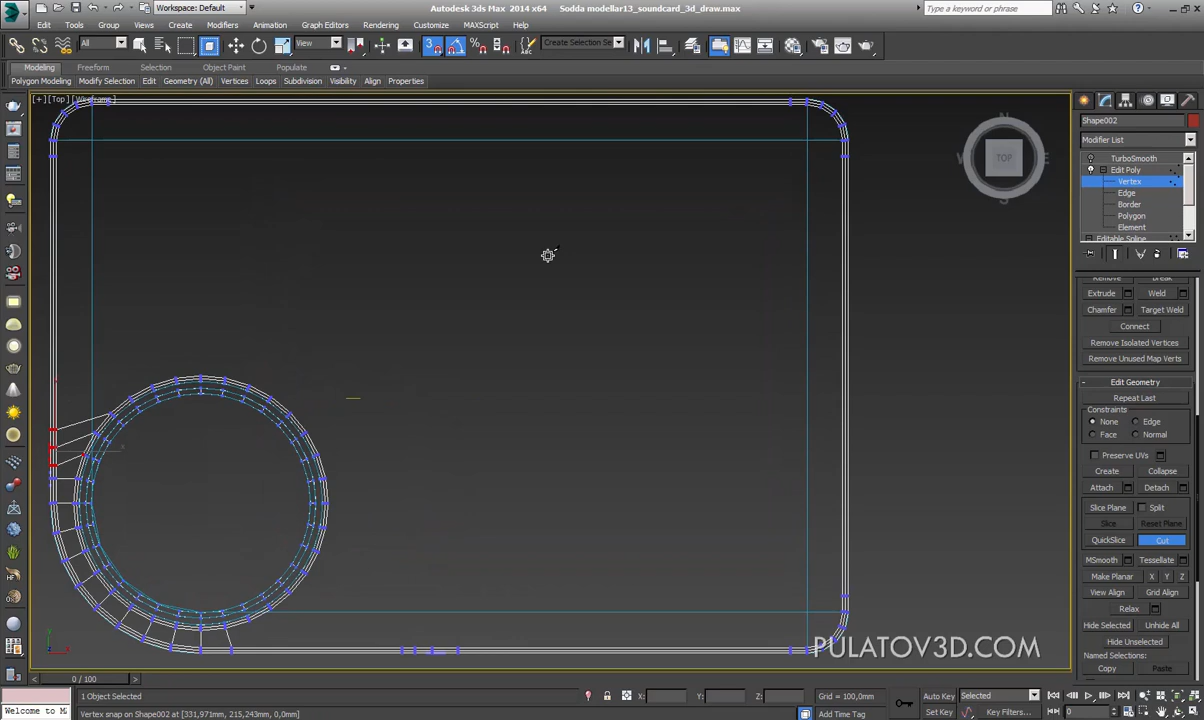 Autodesk 3ds Max 2014 x64 Sodda modellar13_soundcard_3d_draw.max
Workspace: Default
Type a keyword or phrase
Edit Tools Group Views Create Modifiers Animation Graph Editors Rendering Customize MAXScript Help
All View Create Selection Se
Modeling Freeform Selection Object Paint Populate
Polygon Modeling Modify Selection Edit Geometry (All) Vertices Loops Subdivision Visibility Align Properties
[+] [Top] [Wireframe]
N
TOP
W E
S
Shape002
Modifier List
TurboSmooth
Edit Poly
Vertex
Edge
Border
Polygon
Element
Editable Spline
Remove Break
Extrude Weld
Chamfer Target Weld
Connect
Remove Isolated Vertices
Remove Unused Map Verts
- Edit Geometry
Repeat Last
Constraints
None Edge
Face Normal
Preserve UVs
Create Collapse
Attach Detach
Slice Plane Split
Slice Reset Plane
QuickSlice Cut
MSmooth Tessellate
Make Planar X Y Z
View Align Grid Align
Relax
Hide Selected Unhide All
Hide Unselected
Named Selections:
Copy Paste
PULATOV3D.COM
0 / 100
1 Object Selected X: Y: Z: Grid = 100,0mm Auto Key Selected
Welcome to M
Vertex snap on Shape002 at [331,971mm, 215,243mm, 0,0mm] Add Time Tag Set Key Key Filters... 0